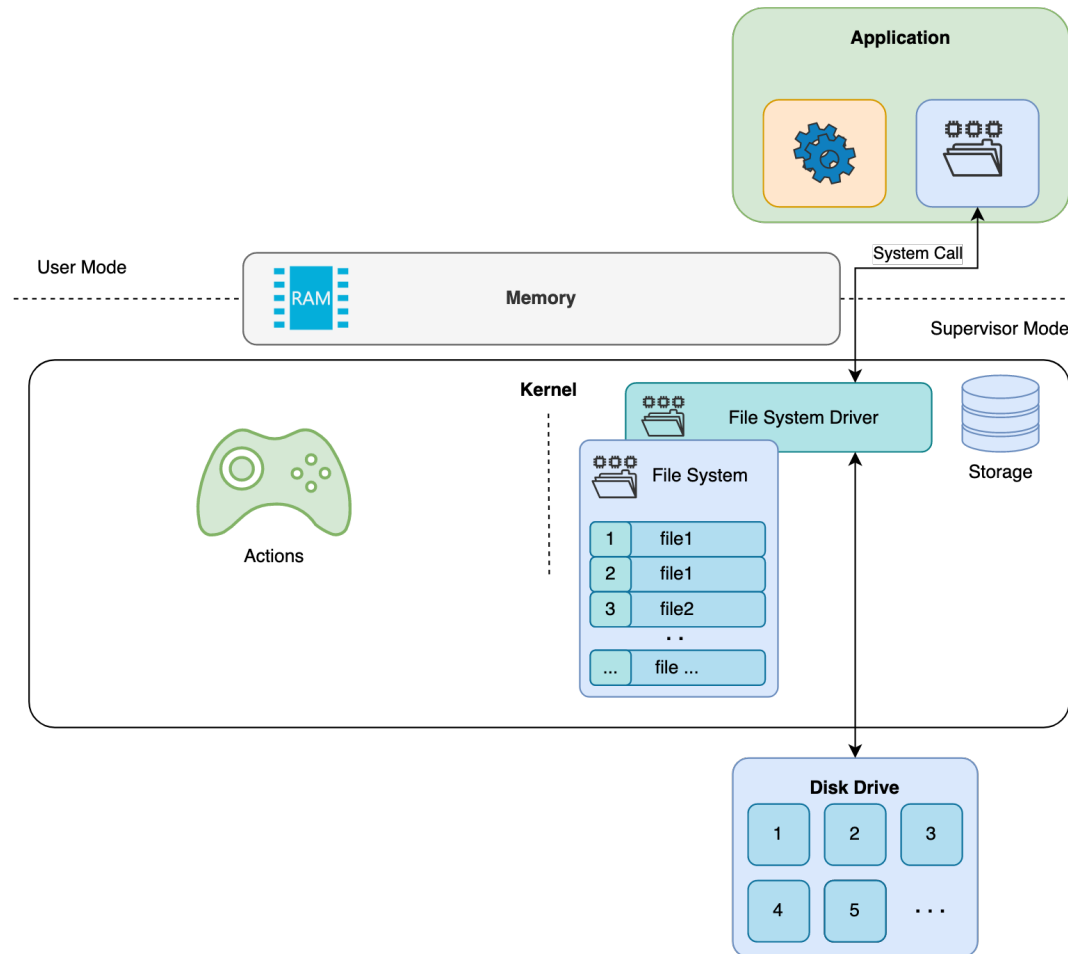 Application
System Call
User Mode
RAM
Memory
Supervisor Mode
Kernel
File System Driver
Storage
File System
Actions
1 file1
2 file1
3 file2
. .
... file ...
Disk Drive
1 2 3
4 5 . . .